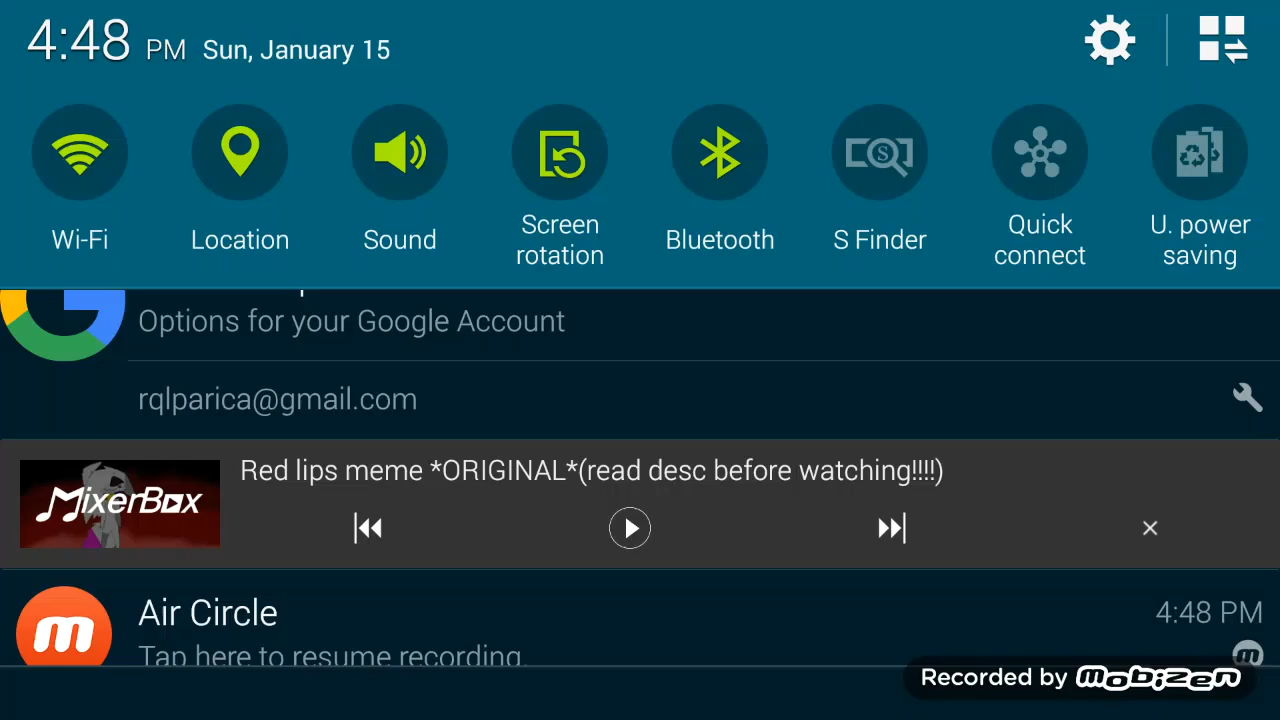 4:48 PM Sun, January 15
Wi-Fi
Location
Sound
Screen
rotation
Bluetooth
S Finder
Quick
connect
U. power
saving
Options for your Google Account
rqlparica@gmail.com
Red lips meme *ORIGINAL*(read desc before watching!!!!)
MixerBox
Air Circle
4:48 PM
Tap here to resume recording.
Recorded by mobizen